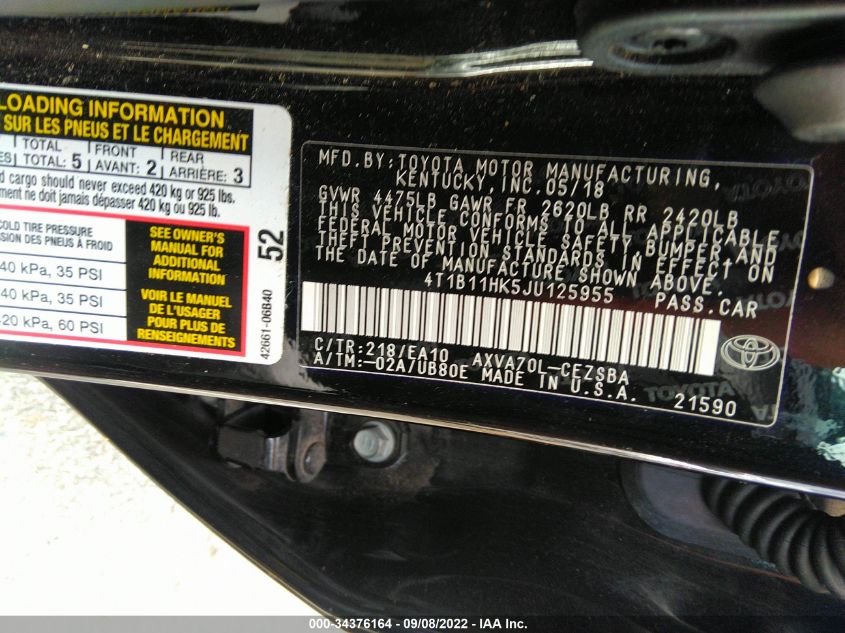 LOADING INFORMATION
SUR LES PNEUS ET LE CHARGEMENT
TOTAL FRONT REAR
TOTAL: 5 AVANT: 2 ARRIÈRE: 3
cargo should never exceed 420 kg or 925 lbs.
ne doit jamais dépasser 420 kg ou 925 lb.
COLD TIRE PRESSURE
DES PNEUS À FROID
40 kPa, 35 PSI
40 kPa, 35 PSI
420 kPa, 60 PSI
SEE OWNER'S
MANUAL FOR
ADDITIONAL
INFORMATION
VOIR LE MANUEL
DE L'USAGER
POUR PLUS DE
RENSEIGNEMENTS
52
42661-06B40
MFD.BY:TOYOTA MOTOR MANUFACTURING,
KENTUCKY, INC.05/18
GVWR 4475LB GAWR FR 2620LB RR 2420LB
THIS VEHICLE CONFORMS TO ALL APPLICABLE
FEDERAL MOTOR VEHICLE SAFETY BUMPER, AND
THEFT PREVENTION STANDARDS IN EFFECT ON
THE DATE OF MANUFACTURE SHOWN ABOVE.
4T1B11HK5JU125955 PASS.CAR
C/TR:218/EA10 AXVA70L-CEZSBA
A/TM:-02A/UB80E MADE IN U.S.A. 21590
TOYOTA
000-34376164 - 09/08/2022 - IAA Inc.